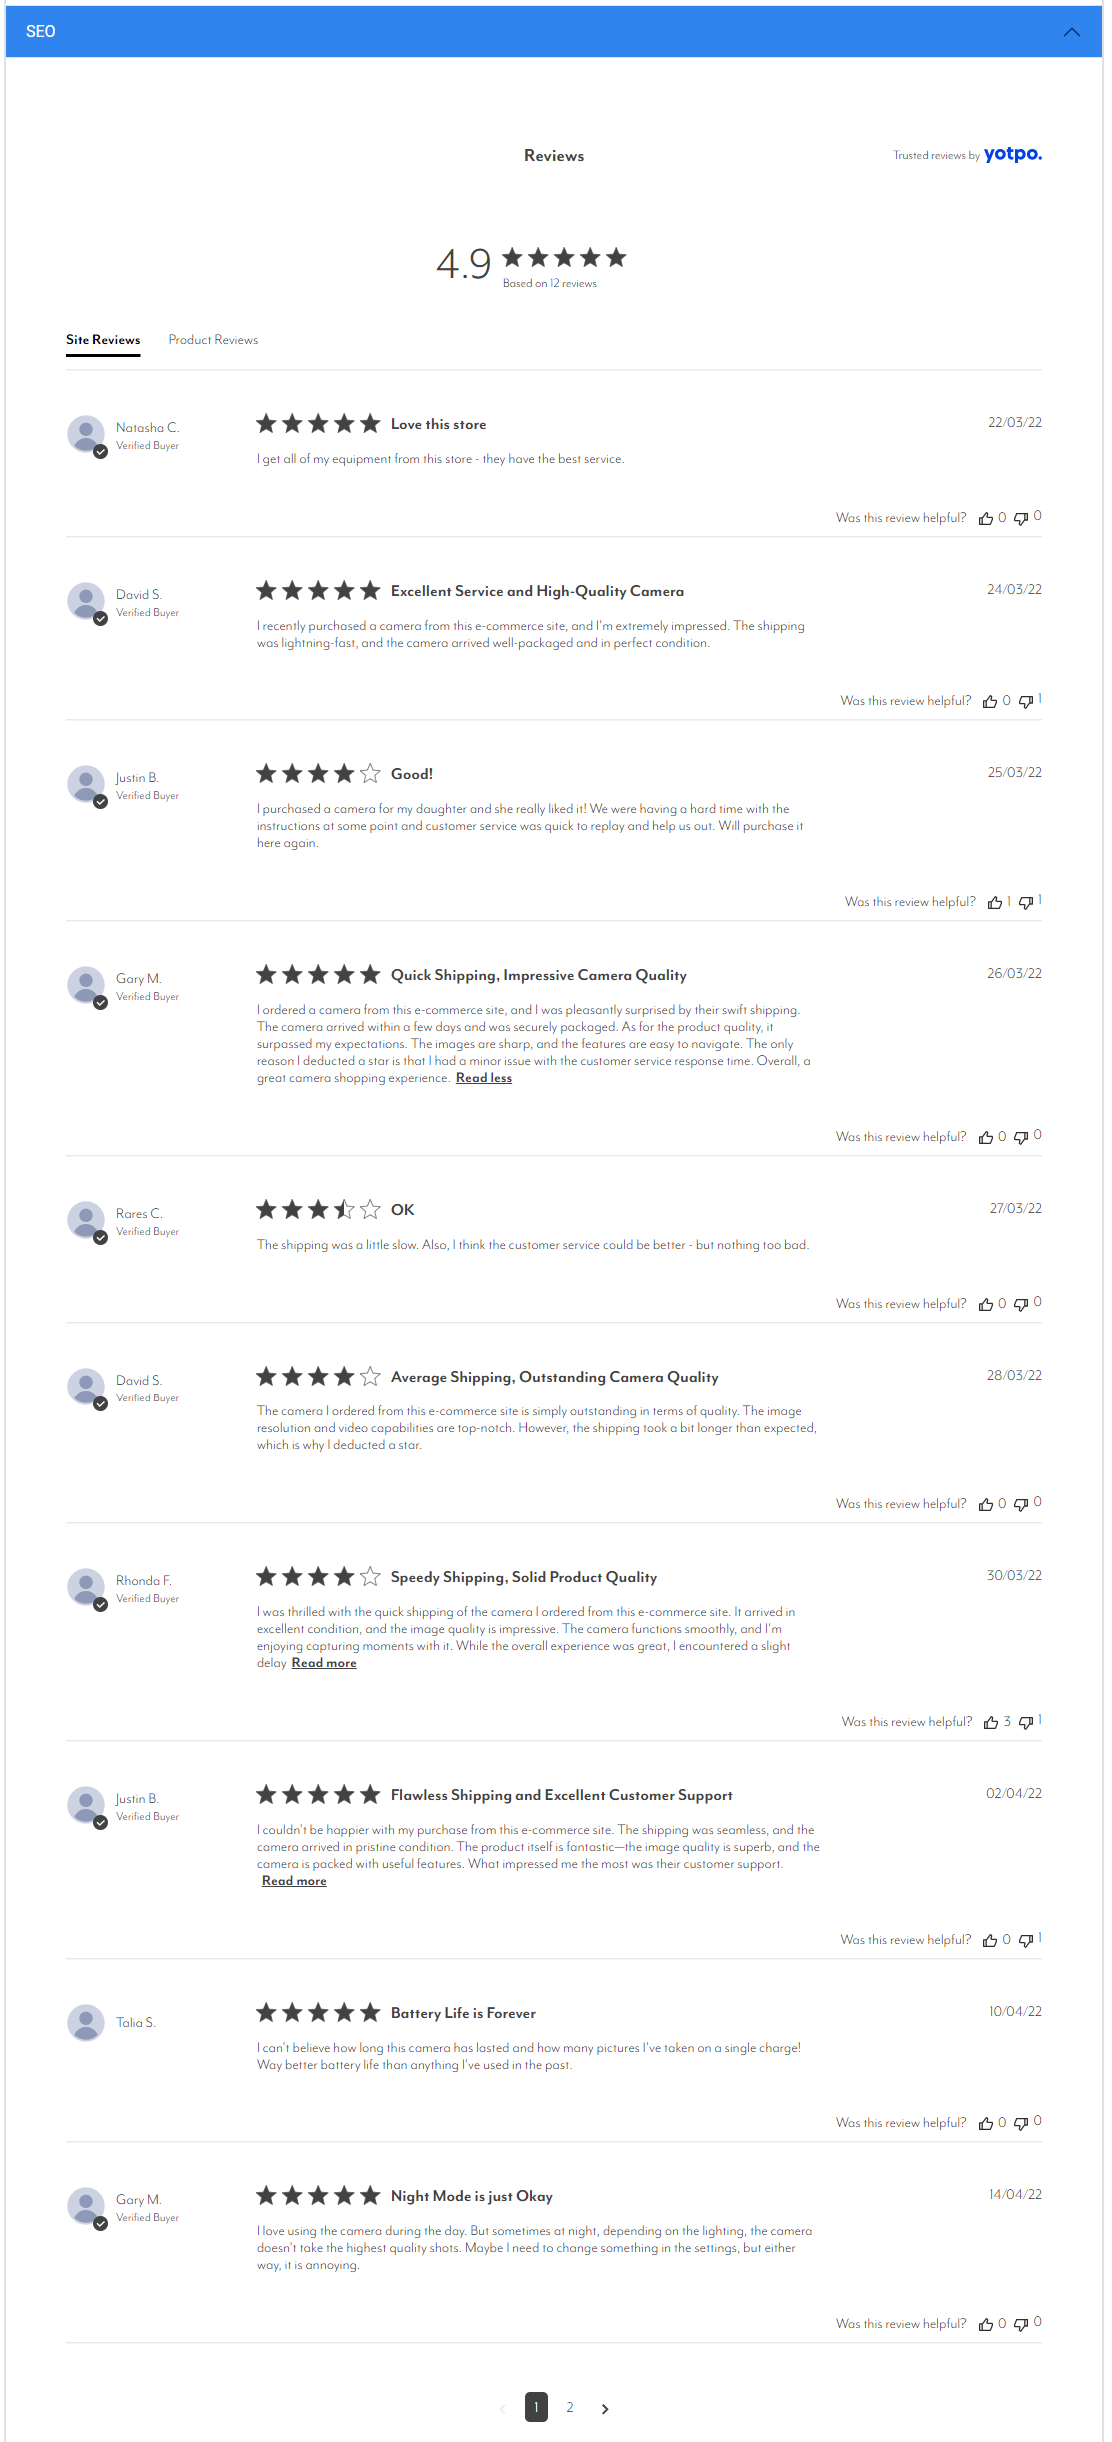 SEO
Reviews
Trusted reviews by yotpo.
4.9
Based on 12 reviews
Site Reviews Product Reviews
Natasha C.
Verified Buyer
Love this store
22/03/22
I get all of my equipment from this store - they have the best service.
Was this review helpful? 0 0
David S.
Verified Buyer
Excellent Service and High-Quality Camera
24/03/22
I recently purchased a camera from this e-commerce site, and I'm extremely impressed. The shipping
was lightning-fast, and the camera arrived well-packaged and in perfect condition.
Was this review helpful? 0 1
Justin B.
Verified Buyer
Good!
25/03/22
I purchased a camera for my daughter and she really liked it! We were having a hard time with the
instructions at some point and customer service was quick to replay and help us out. Will purchase it
here again.
Was this review helpful? 1 1
Gary M.
Verified Buyer
Quick Shipping, Impressive Camera Quality
26/03/22
I ordered a camera from this e-commerce site, and I was pleasantly surprised by their swift shipping.
The camera arrived within a few days and was securely packaged. As for the product quality, it
surpassed my expectations. The images are sharp, and the features are easy to navigate. The only
reason I deducted a star is that I had a minor issue with the customer service response time. Overall, a
great camera shopping experience. Read less
Was this review helpful? 0 0
Rares C.
Verified Buyer
OK
27/03/22
The shipping was a little slow. Also, I think the customer service could be better - but nothing too bad.
Was this review helpful? 0 0
David S.
Verified Buyer
Average Shipping, Outstanding Camera Quality
28/03/22
The camera I ordered from this e-commerce site is simply outstanding in terms of quality. The image
resolution and video capabilities are top-notch. However, the shipping took a bit longer than expected,
which is why I deducted a star.
Was this review helpful? 0 0
Rhonda F.
Verified Buyer
Speedy Shipping, Solid Product Quality
30/03/22
I was thrilled with the quick shipping of the camera I ordered from this e-commerce site. It arrived in
excellent condition, and the image quality is impressive. The camera functions smoothly, and I'm
enjoying capturing moments with it. While the overall experience was great, I encountered a slight
delay Read more
Was this review helpful? 3 1
Justin B.
Verified Buyer
Flawless Shipping and Excellent Customer Support
02/04/22
I couldn't be happier with my purchase from this e-commerce site. The shipping was seamless, and the
camera arrived in pristine condition. The product itself is fantastic—the image quality is superb, and the
camera is packed with useful features. What impressed me the most was their customer support.
Read more
Was this review helpful? 0 1
Talia S.
Battery Life is Forever
10/04/22
I can't believe how long this camera has lasted and how many pictures I've taken on a single charge!
Way better battery life than anything I've used in the past.
Was this review helpful? 0 0
Gary M.
Verified Buyer
Night Mode is just Okay
14/04/22
I love using the camera during the day. But sometimes at night, depending on the lighting, the camera
doesn't take the highest quality shots. Maybe I need to change something in the settings, but either
way, it is annoying.
Was this review helpful? 0 0
1 2